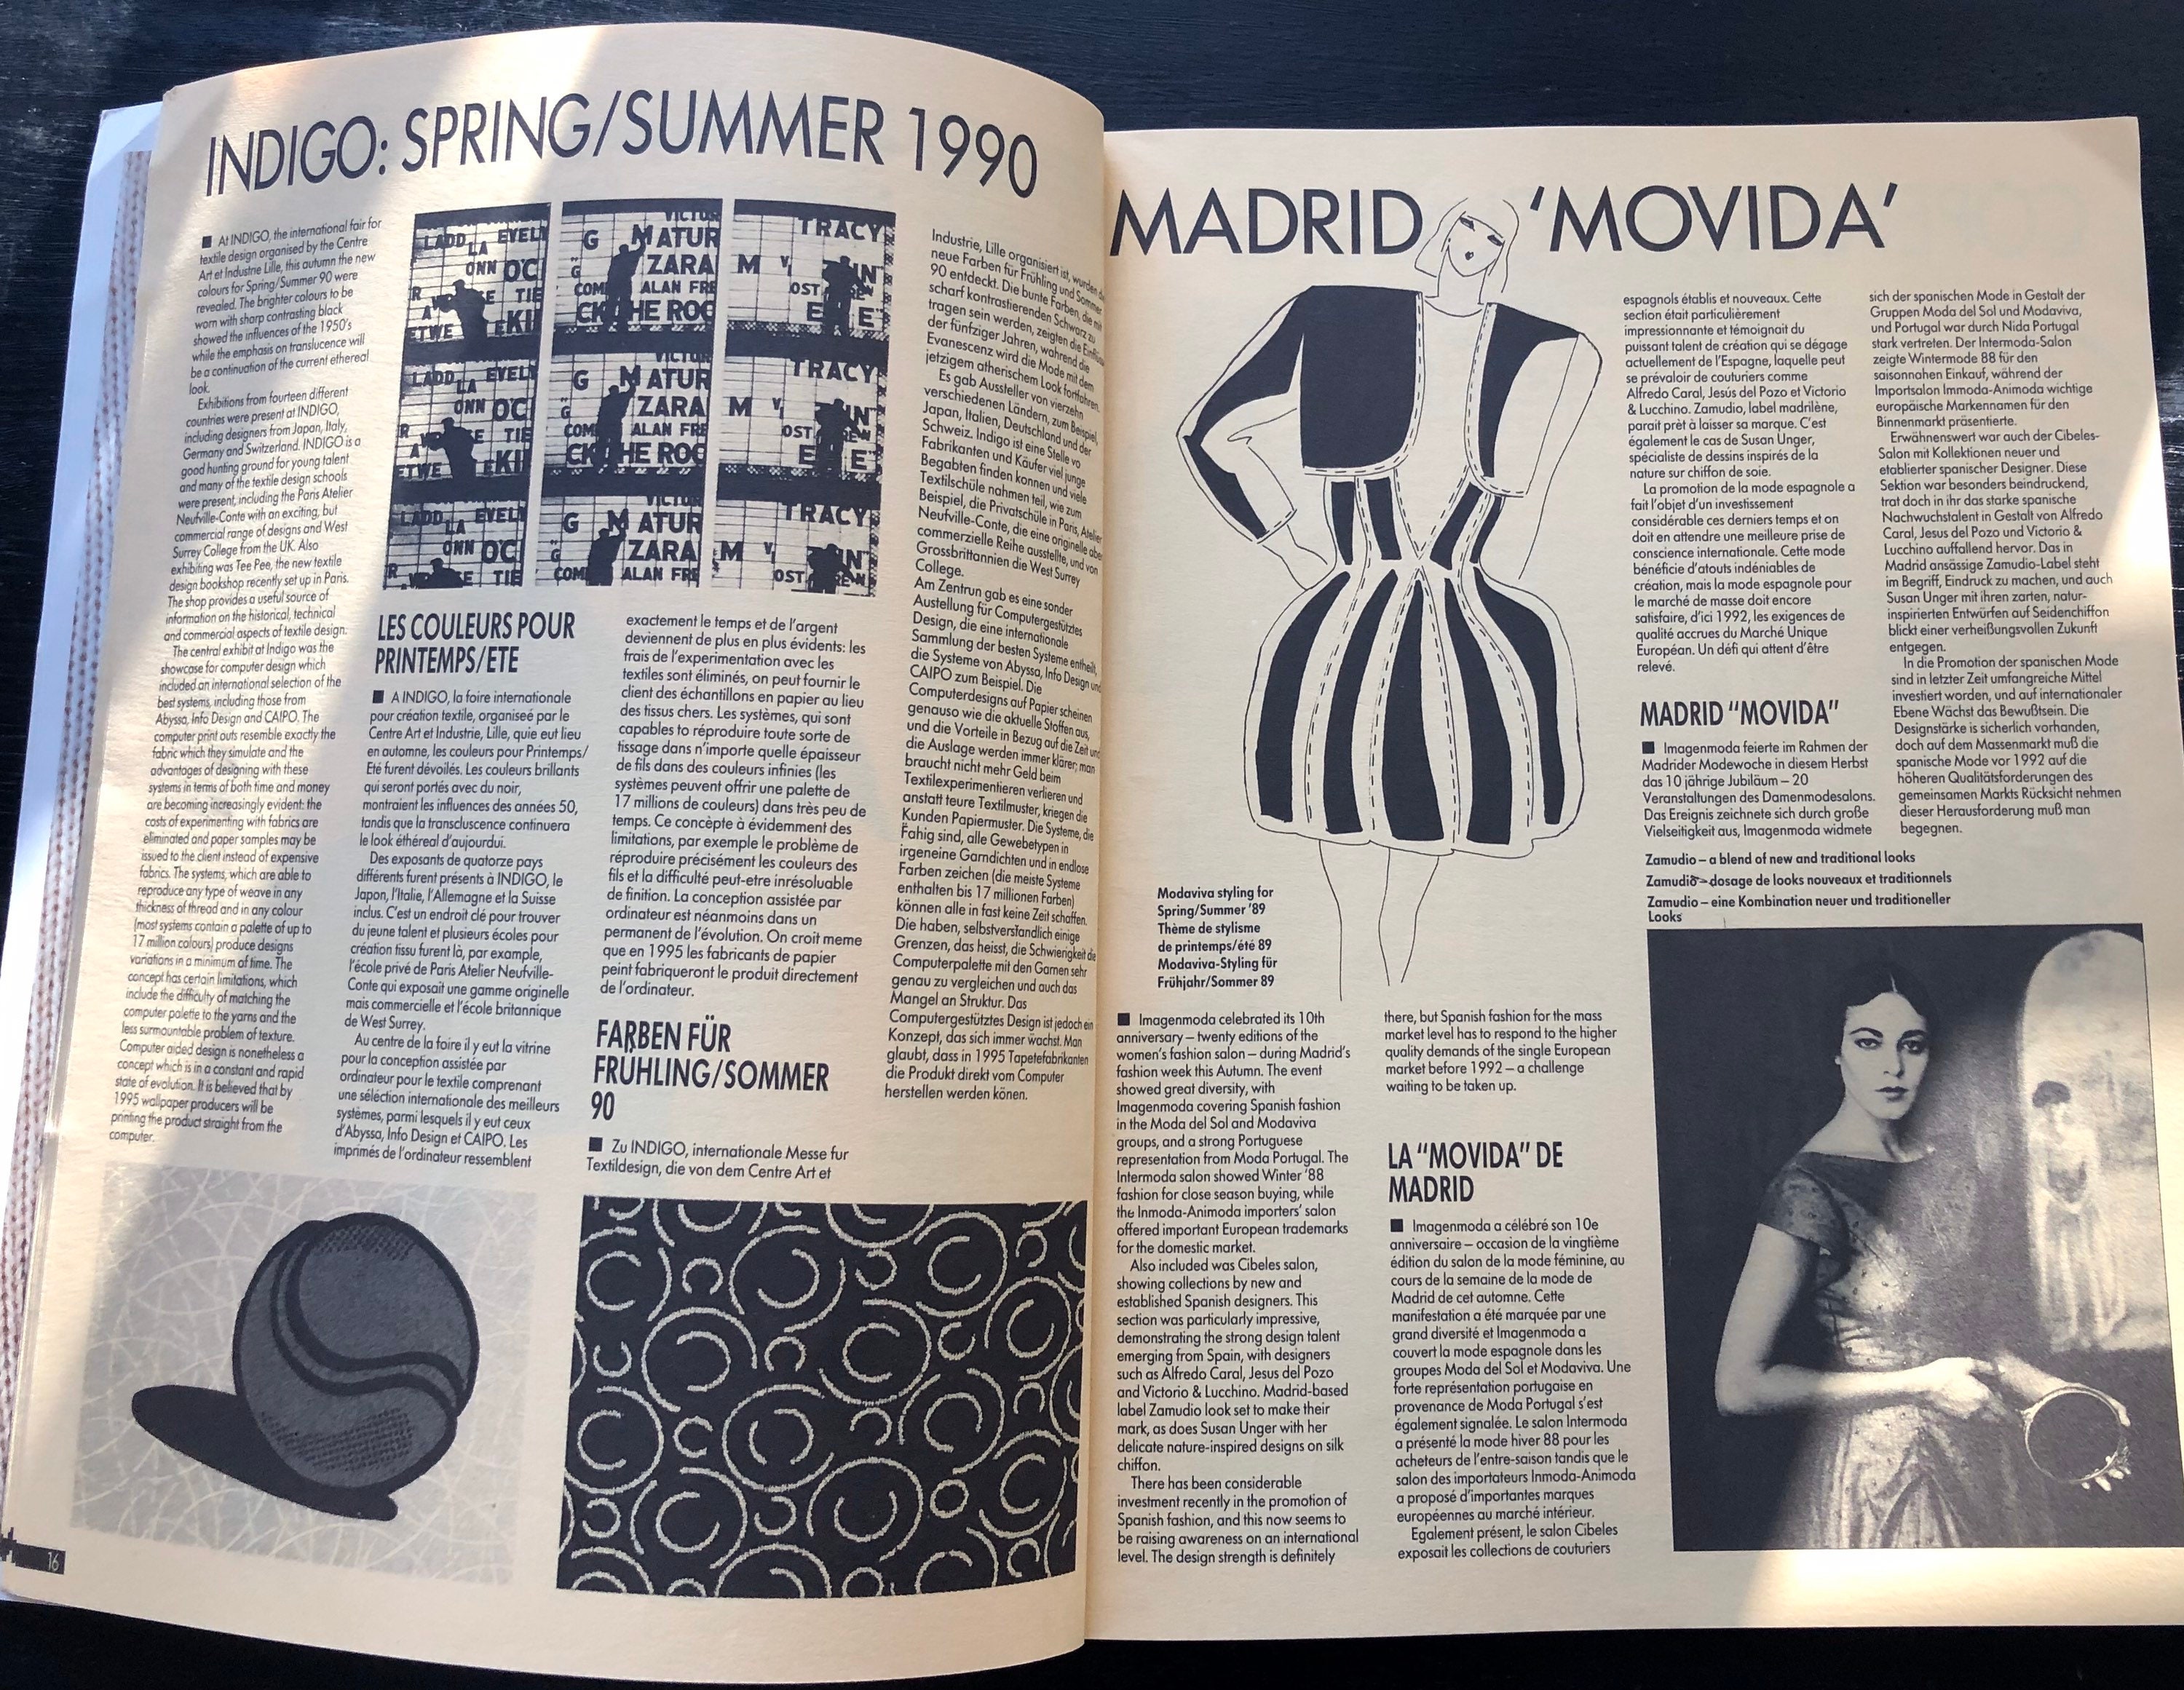 INDIGO: SPRING/SUMMER 1990
■ At INDIGO, the international fair for
textile design organised by the Centre
Art et Industrie Lille, this autumn the new
colours for Spring/Summer 90 were
revealed. The brighter colours to be
worn with sharp contrasting black
showed the influences of the 1950's
while the emphasis on translucence will
be a continuation of the current ethereal
look.
Exhibitions from fourteen different
countries were present at INDIGO,
including designers from Japan, Italy,
Germany and Switzerland. INDIGO is a
good hunting ground for young talent
and many of the textile design schools
were present, including the Paris Atelier
Neufville-Conte with an exciting, but
commercial range of designs and West
Surrey College from the UK. Also
exhibiting was Tee Pee, the new textile
design bookshop recently set up in Paris.
The shop provides a useful source of
information on the historical, technical
and commercial aspects of textile design.
The central exhibit at Indigo was the
showcase for computer design which
included an international selection of the
best systems, including those from
Abyssa, Info Design and CAIPO. The
computer print outs resemble exactly the
fabric which they simulate and the
advantages of designing with these
systems in terms of both time and money
are becoming increasingly evident: the
costs of experimenting with fabrics are
eliminated and paper samples may be
issued to the client instead of expensive
fabrics. The systems, which are able to
reproduce any type of weave in any
thickness of thread and in any colour
(most systems contain a palette of up to
17 million colours) produce designs
variations in a minimum of time. The
concept has certain limitations, which
include the difficulty of matching the
computer palette to the yarns and the
less surmountable problem of texture.
Computer aided design is nonetheless a
concept which is in a constant and rapid
state of evolution. It is believed that by
1995 wallpaper producers will be
printing the product straight from the
computer.
LADD LA EVELN
ONN OC
R TIE
ETWE EKIN
VICTOR
G MATUR
ZARA
COM ALAN FRE
CK HE ROC
TRACY
M V IN
OST
E E
LES COULEURS POUR
PRINTEMPS/ETE
■ A INDIGO, la foire internationale
pour création textile, organiseé par le
Centre Art et Industrie, Lille, quie eut lieu
en automne, les couleurs pour Printemps/
Eté furent dévoilés. Les couleurs brillants
qui seront portés avec du noir,
montraient les influences des années 50,
tandis que la transcluscence continuera
le look éthéreal d'aujourdui.
Des exposants de quatorze pays
différents furent présents à INDIGO, le
Japon, l'Italie, l'Allemagne et la Suisse
inclus. C'est un endroit clé pour trouver
du jeune talent et plusieurs écoles pour
création tissu furent là, par example,
l'école privé de Paris Atelier Neufville-
Conte qui exposait une gamme originelle
mais commercielle et l'école britannique
de West Surrey.
Au centre de la foire il y eut la vitrine
pour la conception assistée par
ordinateur pour le textile comprenant
une séléction internationale des meilleurs
systèmes, parmi lesquels il y eut ceux
d'Abyssa, Info Design et CAIPO. Les
imprimés de l'ordinateur ressemblent
exactement le temps et de l'argent
deviennent de plus en plus évidents: les
frais de l'experimentation avec les
textiles sont éliminés, on peut fournir le
client des échantillons en papier au lieu
des tissus chers. Les systèmes, qui sont
capables to réproduire toute sorte de
tissage dans n'importe quelle épaisseur
de fils dans des couleurs infinies (les
systèmes peuvent offrir une palette de
17 millions de couleurs) dans très peu de
temps. Ce concèpte à évidemment des
limitations, par exemple le problème de
réproduire précisément les couleurs des
fils et la difficulté peut-etre inrésoluable
de finition. La conception assistée par
ordinateur est néanmoins dans un
permanent de l'évolution. On croit meme
que en 1995 les fabricants de papier
peint fabriqueront le produit directement
de l'ordinateur.
FARBEN FÜR
FRÜHLING/SOMMER
90
■ Zu INDIGO, internationale Messe fur
Textildesign, die von dem Centre Art et
Industrie, Lille organisiert ist, wurden die
neue Farben für Frühling und Sommer
90 entdeckt. Die bunte Farben, die mit
scharf kontrastierenden Schwarz zu
tragen sein werden, zeigten die Einflüsse
der fünfziger Jahren, während die
Evanescenz wird die Mode mit dem
jetzigem atherischem Look fortfahren.
Es gab Aussteller von vierzehn
verschiedenen Ländern, zum Beispiel,
Japan, Italien, Deutschland und der
Schweiz. Indigo ist eine Stelle vo
Fabrikanten und Käufer viel junge
Begabten finden konnen und viele
Textilschüle nahmen teil, wie zum
Beispiel, die Privatschüle in Paris, Atelier
Neufville-Conte, die eine originelle aber
commerzielle Reihe ausstellte, und von
Grossbrittannien die West Surrey
College.
Am Zentrun gab es eine sonder
Austellung für Computergestütztes
Design, die eine internationale
Sammlung der besten Systeme entheilt,
die Systeme von Abyssa, Info Design und
CAIPO zum Beispiel. Die
Computerdesigns auf Papier scheinen
genauso wie die aktuelle Stoffen aus,
und die Vorteile in Bezug auf die Zeit und
die Auslage werden immer klärer; man
braucht nicht mehr Geld beim
Textilexperimentieren verlieren und
anstatt teure Textilmuster, kriegen die
Kunden Papiermuster. Die Systeme, die
Fahig sind, alle Gewebetypen in
irgeneine Garndichten und in endlose
Farben zeichen (die meiste Systeme
enthalten bis 17 millionen Farben)
können alle in fast keine Zeit schaffen.
Die haben, selbstverständlich einige
Grenzen, das heisst, die Schwierigkeit die
Computerpalette mit den Garnen sehr
genau zu vergleichen und auch das
Mangel an Struktur. Das
Computergestütztes Design ist jedoch ein
Konzept, das sich immer wächst. Man
glaubt, dass in 1995 Tapetefabrikanten
die Produkt direkt vom Computer
herstellen werden könen.
16
MADRID 'MOVIDA'
Modaviva styling for
Spring/Summer '89
Thème de stylisme
de printemps/été 89
Modaviva-Styling für
Frühjahr/Sommer 89
■ Imagenmoda celebrated its 10th
anniversary – twenty editions of the
women's fashion salon – during Madrid's
fashion week this Autumn. The event
showed great diversity, with
Imagenmoda covering Spanish fashion
in the Moda del Sol and Modaviva
groups, and a strong Portuguese
representation from Moda Portugal. The
Intermoda salon showed Winter '88
fashion for close season buying, while
the Inmoda-Animoda importers' salon
offered important European trademarks
for the domestic market.
Also included was Cibeles salon,
showing collections by new and
established Spanish designers. This
section was particularly impressive,
demonstrating the strong design talent
emerging from Spain, with designers
such as Alfredo Caral, Jesus del Pozo
and Victorio & Lucchino. Madrid-based
label Zamudio look set to make their
mark, as does Susan Unger with her
delicate nature-inspired designs on silk
chiffon.
There has been considerable
investment recently in the promotion of
Spanish fashion, and this now seems to
be raising awareness on an international
level. The design strength is definitely
there, but Spanish fashion for the mass
market level has to respond to the higher
quality demands of the single European
market before 1992 – a challenge
waiting to be taken up.
LA "MOVIDA" DE
MADRID
■ Imagenmoda a célébré son 10e
anniversaire – occasion de la vingtième
édition du salon de la mode féminine, au
cours de la semaine de la mode de
Madrid de cet automne. Cette
manifestation a été marquée par une
grand diversité et Imagenmoda a
couvert la mode espagnole dans les
groupes Moda del Sol et Modaviva. Une
forte représentation portugaise en
provenance de Moda Portugal s'est
également signalée. Le salon Intermoda
a présenté la mode hiver 88 pour les
acheteurs de l'entre-saison tandis que le
salon des importateurs Inmoda-Animoda
a proposé d'importantes marques
européennes au marché intérieur.
Egalement présent, le salon Cibeles
exposait les collections de couturiers
espagnols établis et nouveaux. Cette
section était particulièrement
impressionnante et témoignait du
puissant talent de création qui se dégage
actuellement de l'Espagne, laquelle peut
se prévaloir de couturiers comme
Alfredo Caral, Jesús del Pozo et Victorio
& Lucchino. Zamudio, label madrilène,
parait prèt à laisser sa marque. C'est
également le cas de Susan Unger,
spécialiste de dessins inspirés de la
nature sur chiffon de soie.
La promotion de la mode espagnole a
fait l'objet d'un investissement
considérable ces derniers temps et on
doit en attendre une meilleure prise de
conscience internationale. Cette mode
bénéficie d'atouts indéniables de
création, mais la mode espagnole pour
le marché de masse doit encore
satisfaire, d'ici 1992, les exigences de
qualité accrues du Marché Unique
Européan. Un défi qui attent d'être
relevé.
MADRID "MOVIDA"
■ Imagenmoda feierte im Rahmen der
Madrider Modewoche in diesem Herbst
das 10 jährige Jubiläum – 20
Veranstaltungen des Damenmodesalons.
Das Ereignis zeichnete sich durch große
Vielseitigkeit aus, Imagenmoda widmete
sich der spanischen Mode in Gestalt der
Gruppen Moda del Sol und Modaviva,
und Portugal war durch Nida Portugal
stark vertreten. Der Intermoda-Salon
zeigte Wintermode 88 für den
saisonnahen Einkauf, während der
Importsalon Immoda-Animoda wichtige
europäische Markennamen für den
Binnenmarkt präsentierte.
Erwähnenswert war auch der Cibeles-
Salon mit Kollektionen neuer und
etablierter spanischer Designer. Diese
Sektion war besonders beindruckend,
trat doch in ihr das starke spanische
Nachwuchstalent in Gestalt von Alfredo
Caral, Jesus del Pozo und Victorio &
Lucchino auffallend hervor. Das in
Madrid ansässige Zamudio-Label steht
im Begriff, Eindruck zu machen, und auch
Susan Unger mit ihren zarten, natur-
inspirierten Entwürfen auf Seidenchiffon
blickt einer verheißungsvollen Zukunft
entgegen.
In die Promotion der spanischen Mode
sind in letzter Zeit umfangreiche Mittel
investiert worden, und auf internationaler
Ebene Wächst das Bewußtsein. Die
Designstärke is sicherlich vorhanden,
doch auf dem Massenmarkt muß die
spanische Mode vor 1992 auf die
höheren Qualitätsforderungen des
gemeinsamen Markts Rücksicht nehmen
dieser Herausforderung muß man
begegnen.
Zamudio – a blend of new and traditional looks
Zamudio – dosage de looks nouveaux et traditionnels
Zamudio – eine Kombination neuer und traditioneller
Looks